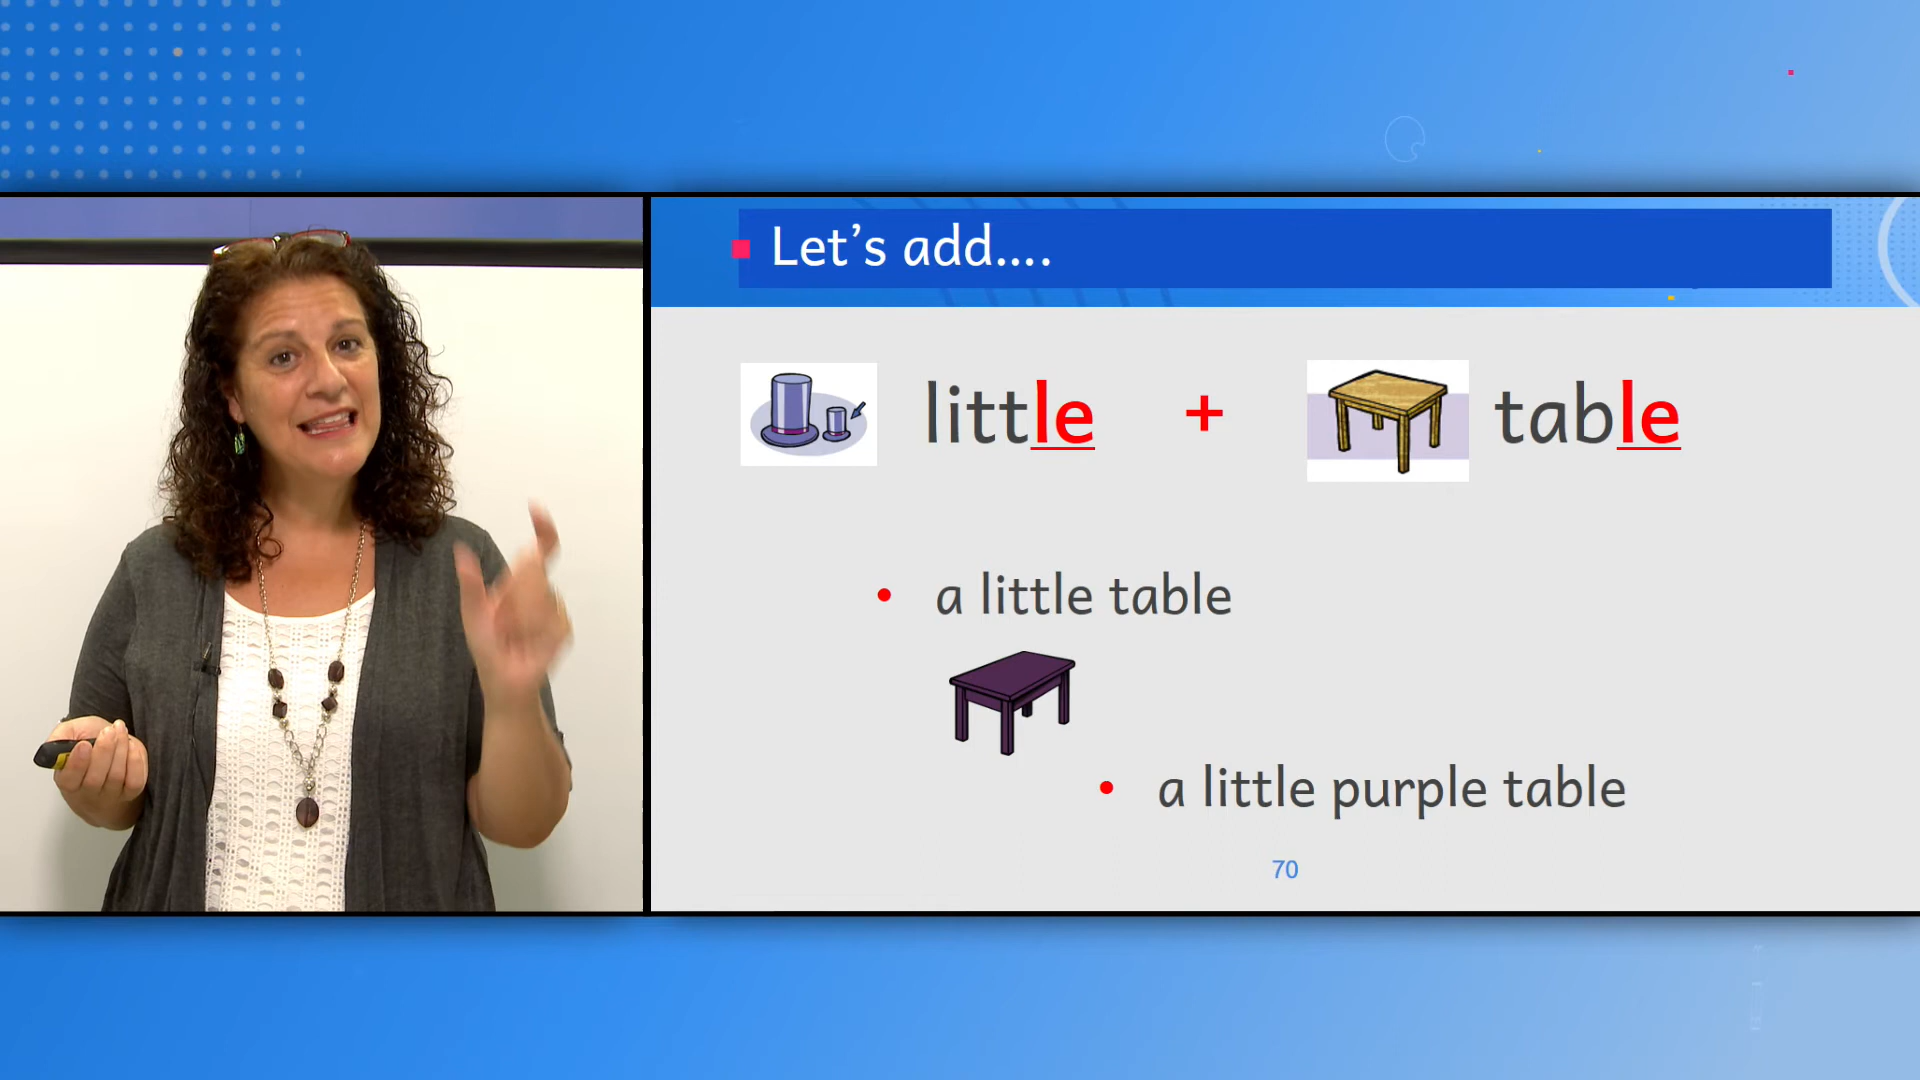 Let's add....
little + table
• a little table
• a little purple table
70